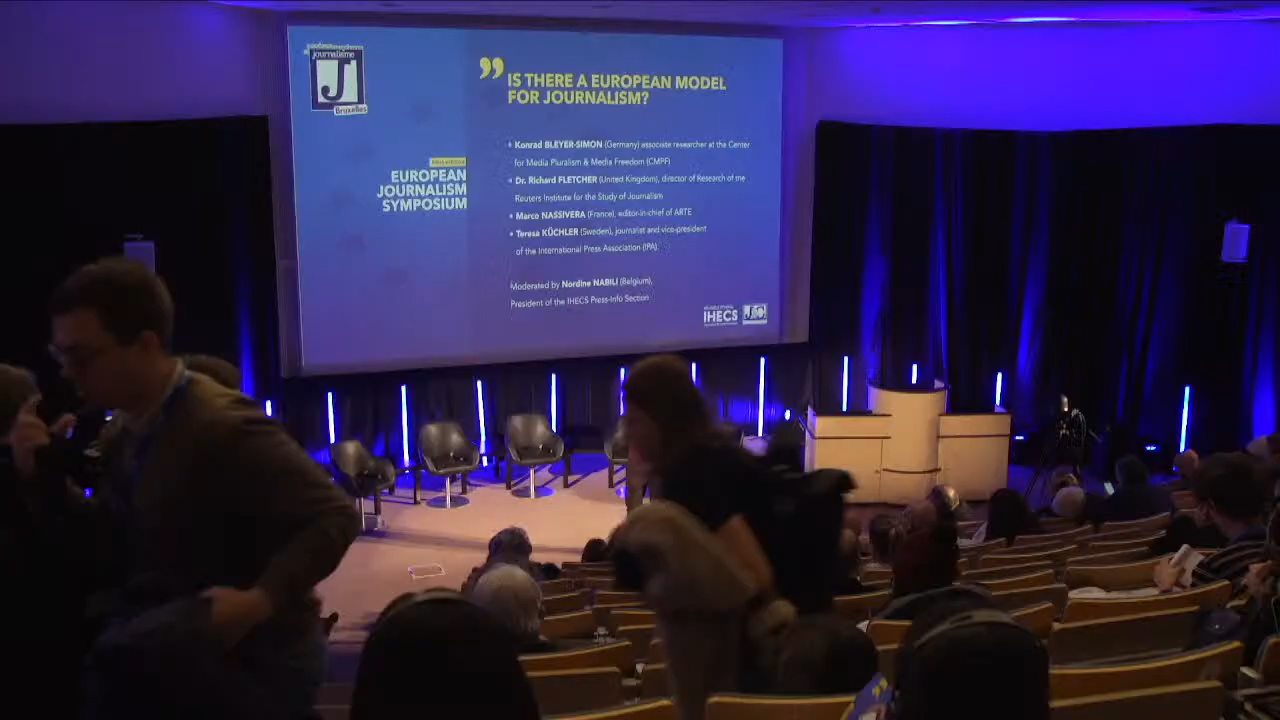 journalisme
J
Bruxelles
EUROPEAN
JOURNALISM
SYMPOSIUM
” IS THERE A EUROPEAN MODEL
FOR JOURNALISM?
• Konrad BLEYER-SIMON (Germany) associate researcher at the Center
for Media Pluralism & Media Freedom (CMPF)
• Dr. Richard FLETCHER (United Kingdom), director of Research of the
Reuters Institute for the Study of Journalism
• Marco NASSIVERA (France), editor-in-chief of ARTE
• Teresa KÜCHLER (Sweden), journalist and vice-president
of the International Press Association (IPA).
Moderated by Nordine NABILI (Belgium),
President of the IHECS Press-Info Section
IHECS